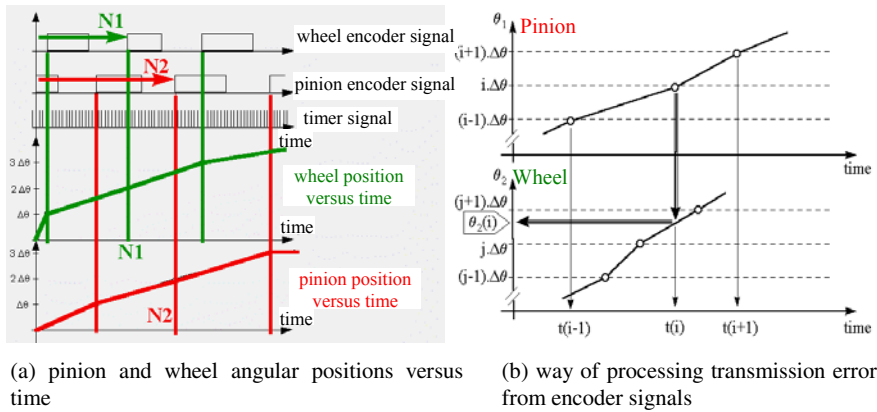 N1
wheel encoder signal
N2
pinion encoder signal
timer signal
time
3 Δθ
2 Δθ
Δθ
wheel position
versus time
N1
time
3 Δθ
2 Δθ
Δθ
pinion position
versus time
N2
time
(a) pinion and wheel angular positions versus
time
θ1
Pinion
(i+1).Δθ
i.Δθ
(i-1).Δθ
time
Wheel
θ2
(j+1).Δθ
θ2(i)
j.Δθ
(j-1).Δθ
t(i-1)
t(i)
t(i+1)
time
(b) way of processing transmission error
from encoder signals